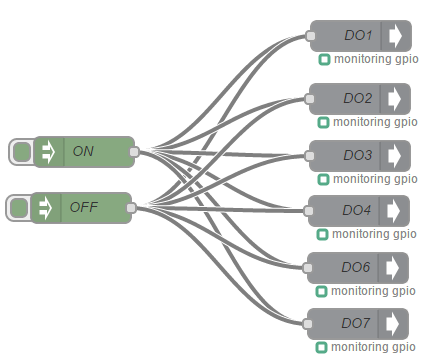 DO1
monitoring gpio
DO2
monitoring gpio
ON
DO3
monitoring gpio
OFF
DO4
monitoring gpio
DO6
monitoring gpio
DO7
monitoring gpio